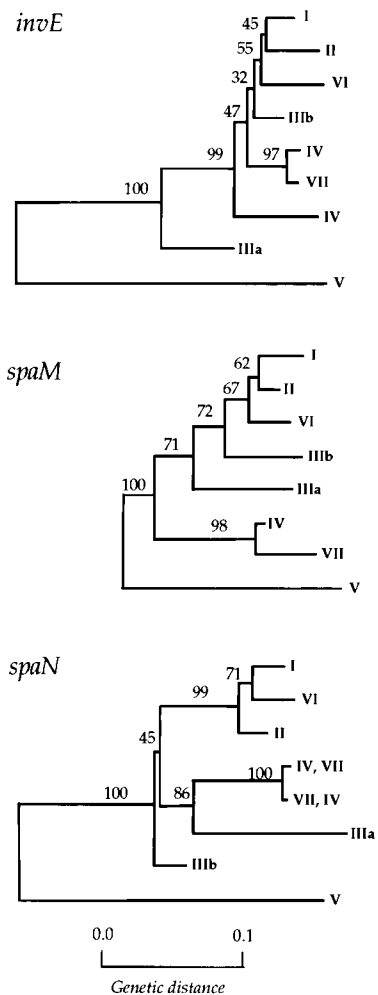 invE
45 I
55 II
32 VI
47 IIIb
99 97 IV
VII
100 IV
IIIa
V
spaM
62 I
67 II
72 VI
71 IIIb
IIIa
100 98 IV
VII
V
spaN
71 I
99 VI
II
45 IV, VII
100 86 100 VII, IV
IIIa
IIIb
V
0.0 0.1
Genetic distance